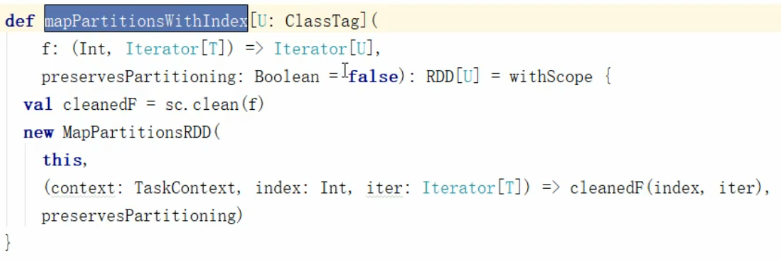 def mapPartitionsWithIndex[U: ClassTag](
f: (Int, Iterator[T]) => Iterator[U],
preservesPartitioning: Boolean = false): RDD[U] = withScope {
val cleanedF = sc.clean(f)
new MapPartitionsRDD(
this,
(context: TaskContext, index: Int, iter: Iterator[T]) => cleanedF(index, iter),
preservesPartitioning)
}